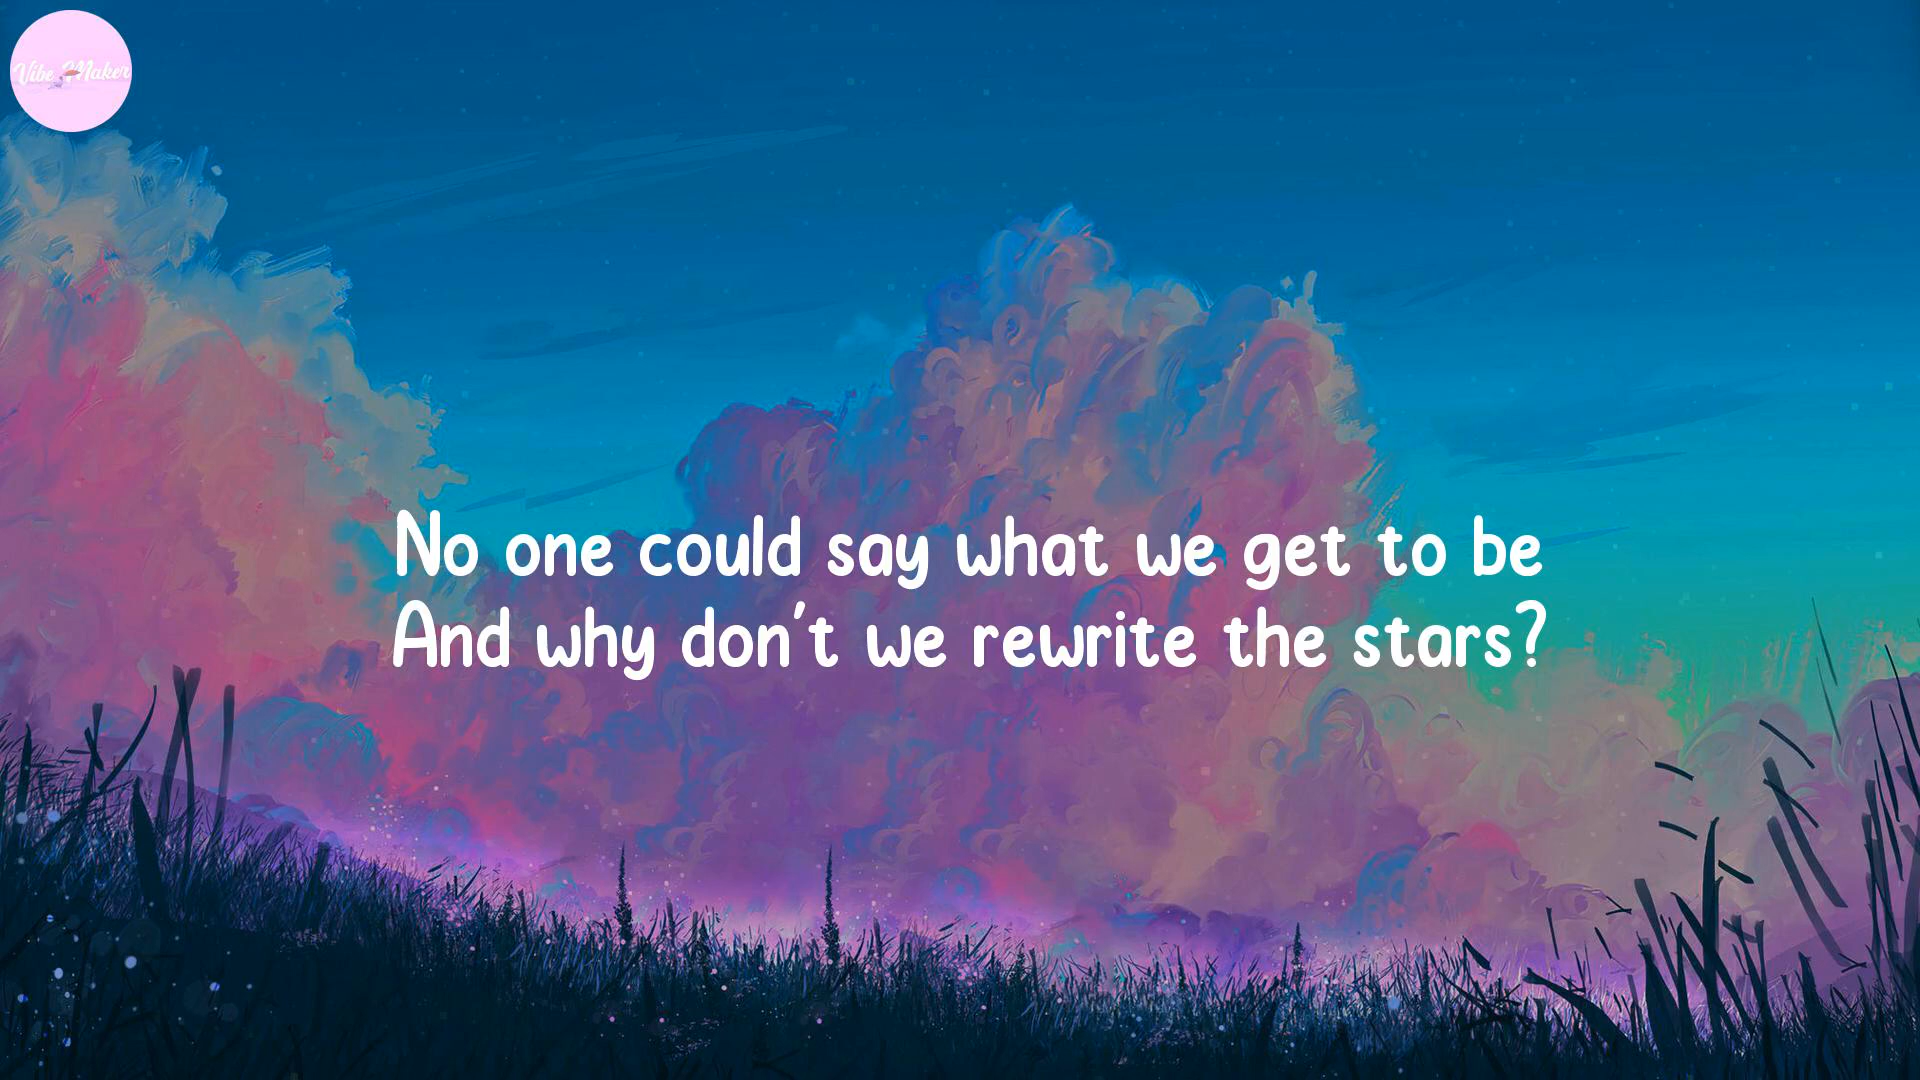 Vibe Maker
No one could say what we get to be
And why don't we rewrite the stars?